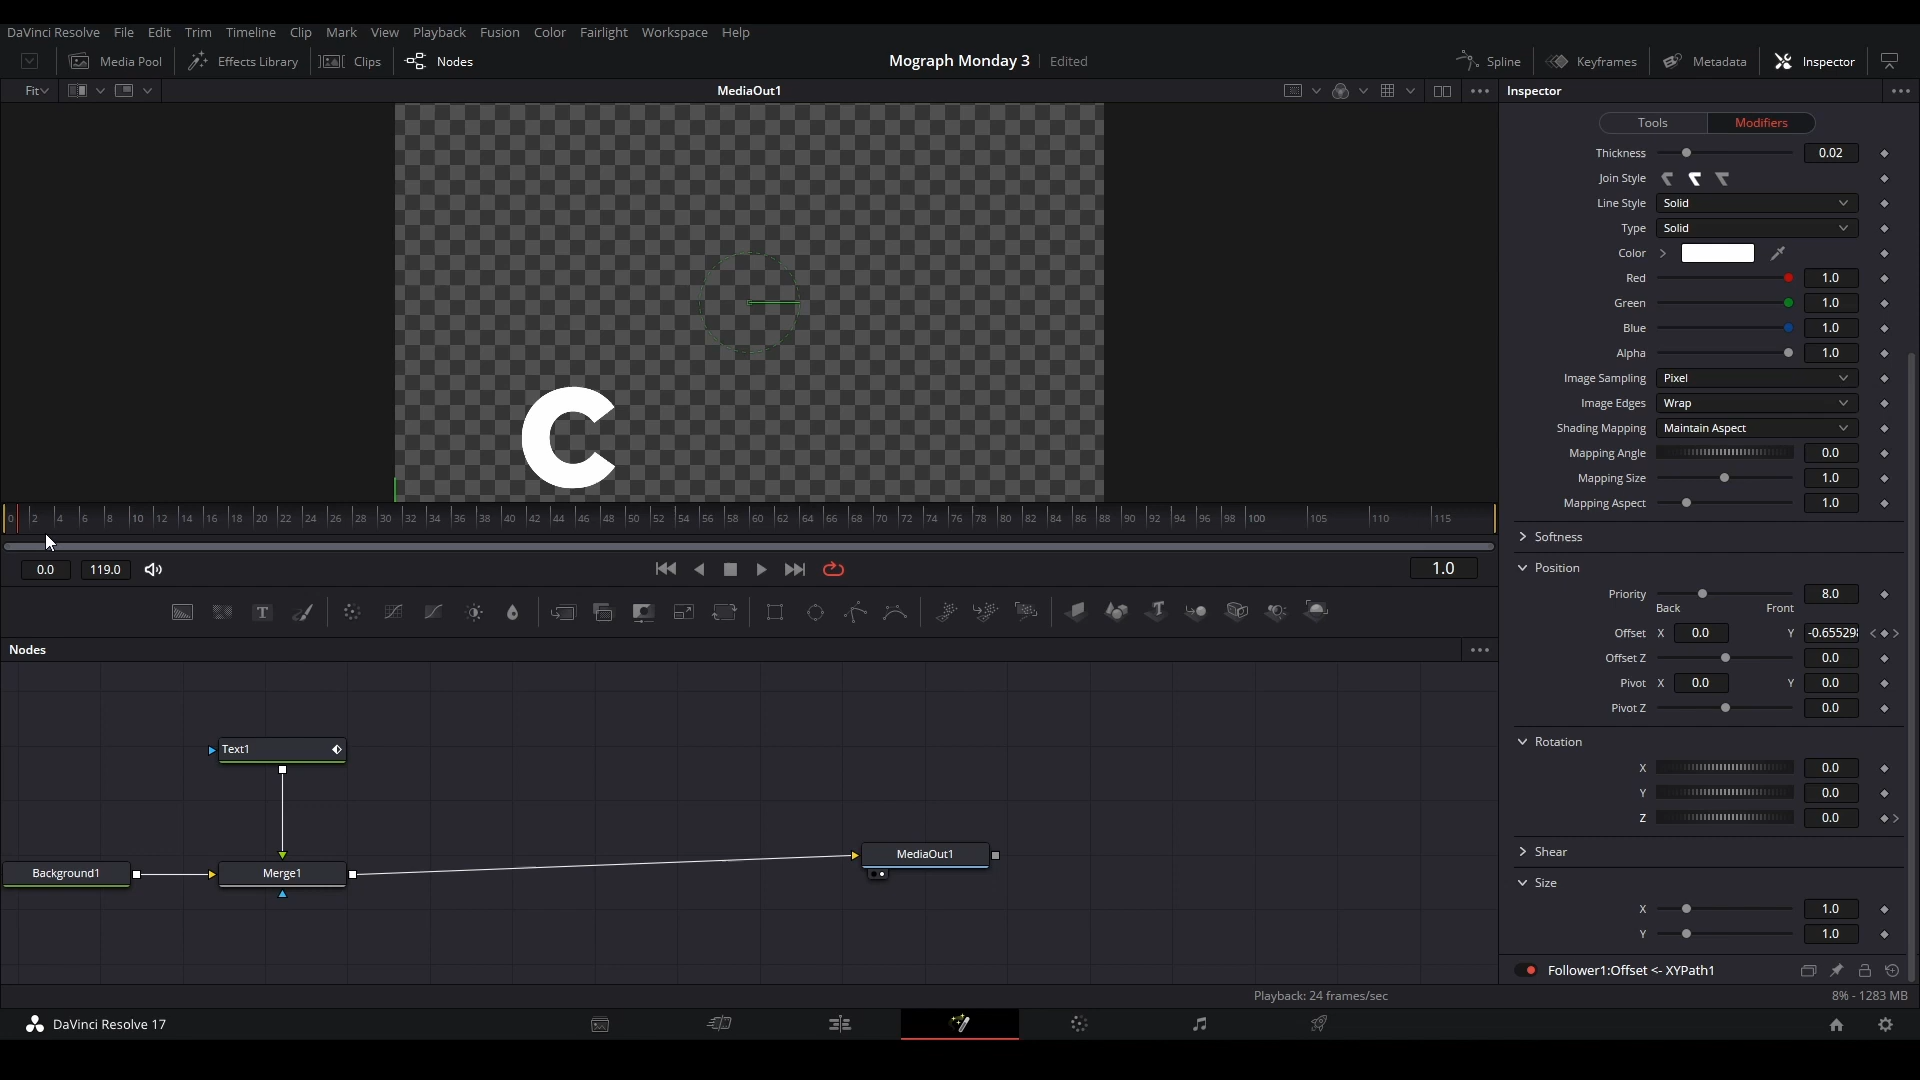 DaVinci Resolve File Edit Trim Timeline Clip Mark View Playback Fusion Color Fairlight Workspace Help
Media Pool Effects Library Clips Nodes Mograph Monday 3 Edited Spline Keyframes Metadata Inspector
Fit MediaOut1 Inspector
Tools Modifiers
Thickness 0.02
Join Style
Line Style Solid
Type Solid
Color
Red 1.0
Green 1.0
Blue 1.0
Alpha 1.0
Image Sampling Pixel
Image Edges Wrap
Shading Mapping Maintain Aspect
Mapping Angle 0.0
Mapping Size 1.0
Mapping Aspect 1.0
C
0 2 4 6 8 10 12 14 16 18 20 22 24 26 28 30 32 34 36 38 40 42 44 46 48 50 52 54 56 58 60 62 64 66 68 70 72 74 76 78 80 82 84 86 88 90 92 94 96 98 100 105 110 115
0.0 119.0 1.0
Softness
Position
Priority 8.0
Back Front
Offset X 0.0 Y -0.65529
Offset Z 0.0
Pivot X 0.0 Y 0.0
Pivot Z 0.0
Rotation
X 0.0
Y 0.0
Z 0.0
Shear
Size
X 1.0
Y 1.0
Follower1:Offset <- XYPath1
T
Nodes
Text1
Background1 Merge1 MediaOut1
Playback: 24 frames/sec 8% - 1283 MB
DaVinci Resolve 17